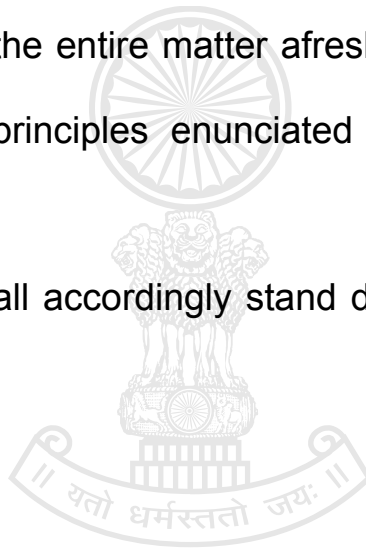 the entire matter afresh
principles enunciated
all accordingly stand d
॥ यतो धर्मस्ततो जयः ॥